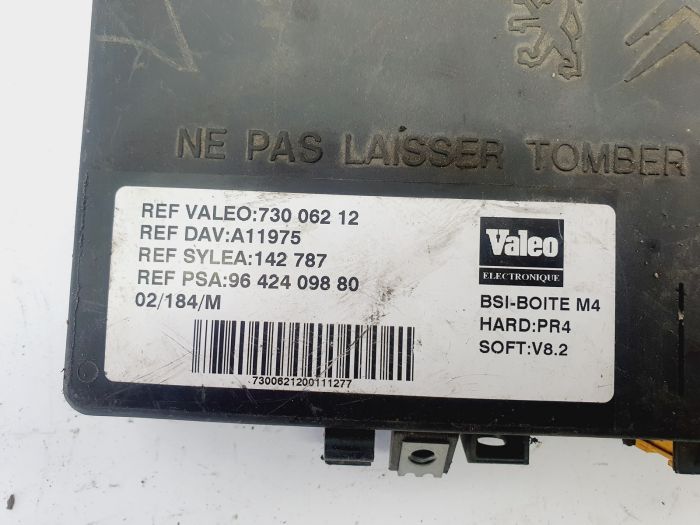 NE PAS LAISSER TOMBER
REF VALEO:730 062 12
REF DAV:A11975
REF SYLEA:142 787
REF PSA:96 424 098 80
02/184/M
7300621200111277
Valeo
ELECTRONIQUE
BSI-BOITE M4
HARD:PR4
SOFT:V8.2